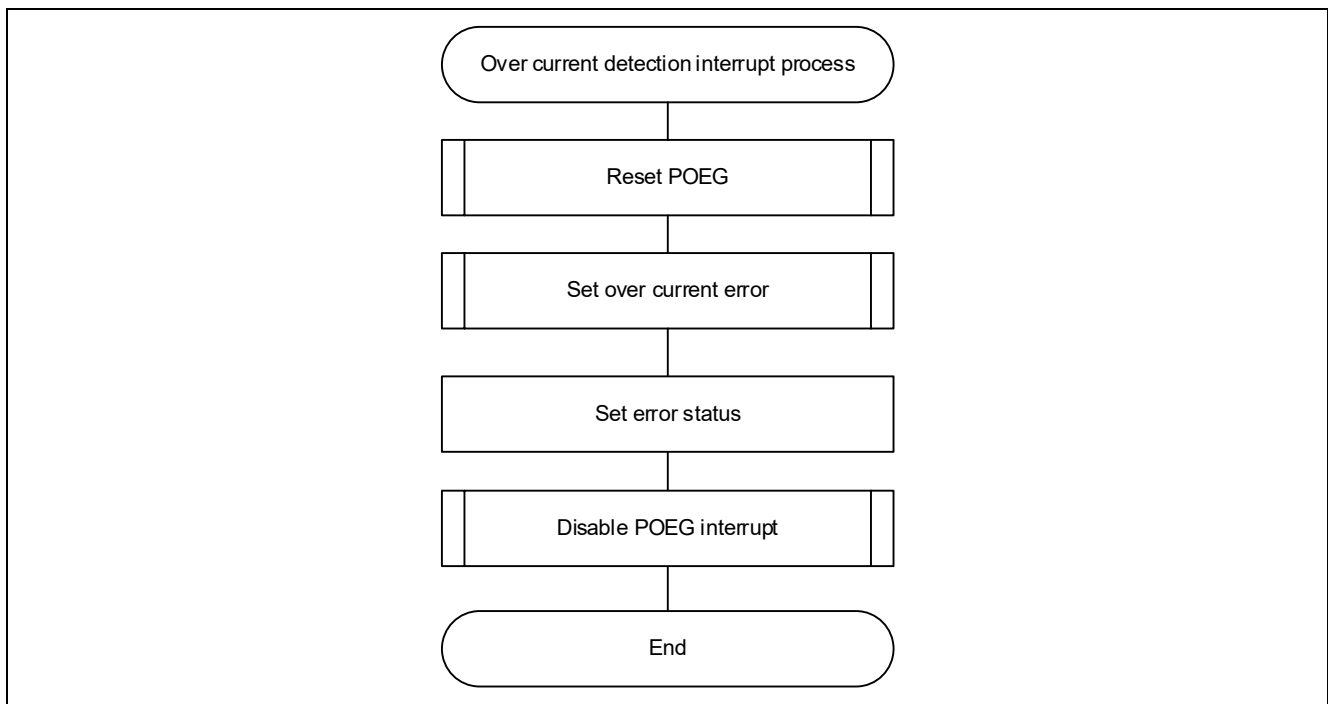 Over current detection interrupt process
Reset POEG
Set over current error
Set error status
Disable POEG interrupt
End